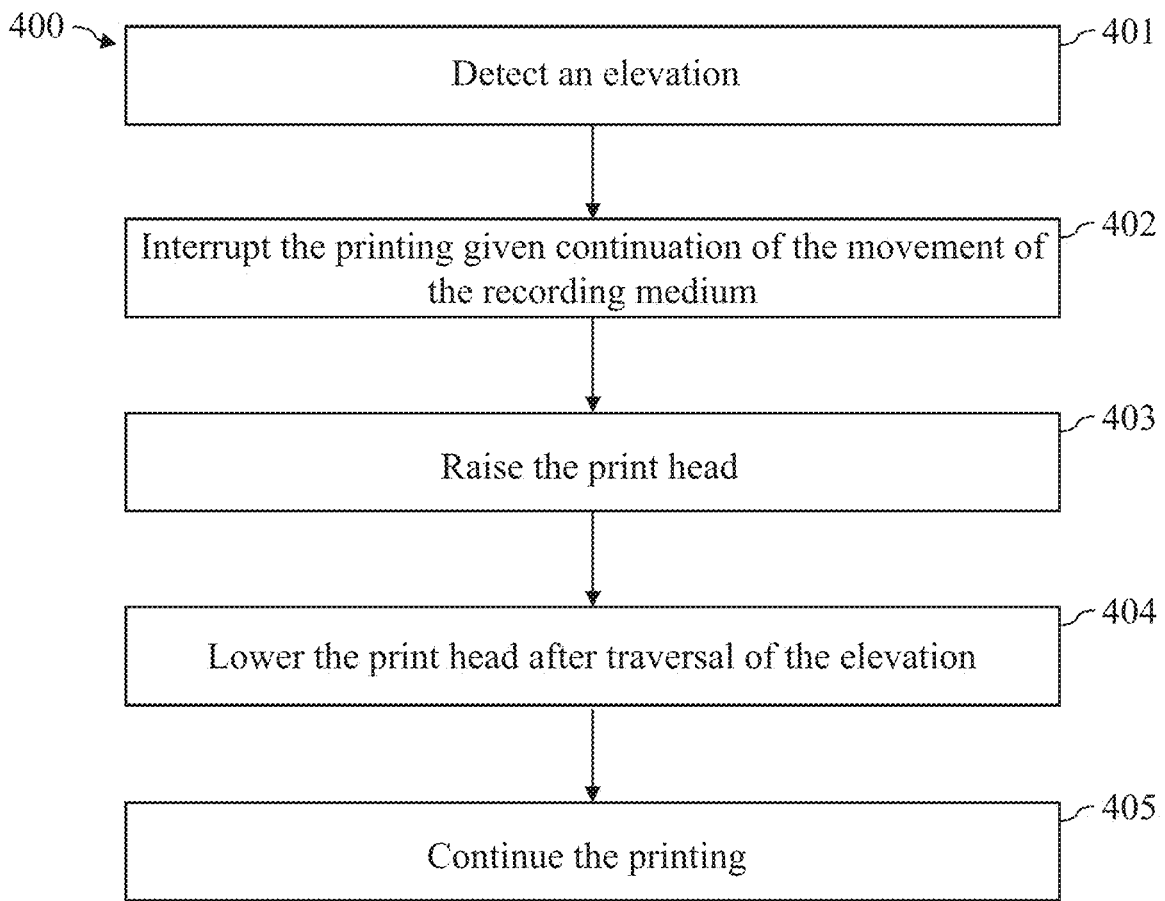 400
401
Detect an elevation
402
Interrupt the printing given continuation of the movement of
the recording medium
403
Raise the print head
404
Lower the print head after traversal of the elevation
405
Continue the printing